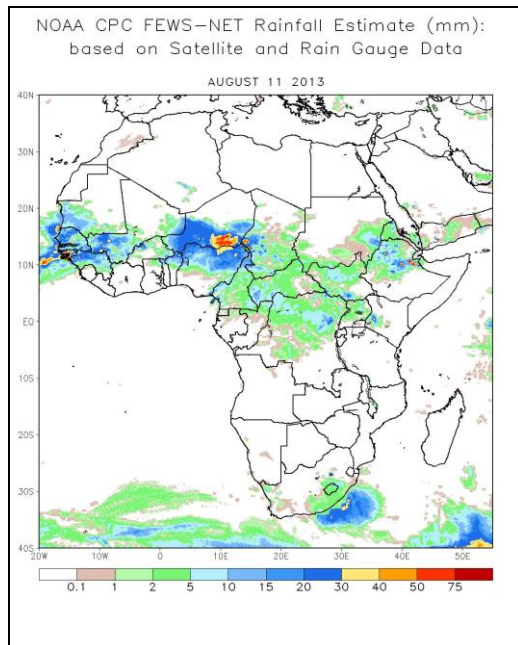 NOAA CPC FEWS-NET Rainfall Estimate (mm):
based on Satellite and Rain Gauge Data
AUGUST 11 2013
40N
30N
20N
10N
EQ
10S
20S
30S
40S
20W 10W 0 10E 20E 30E 40E 50E
0.1 1 2 5 10 15 20 30 40 50 75